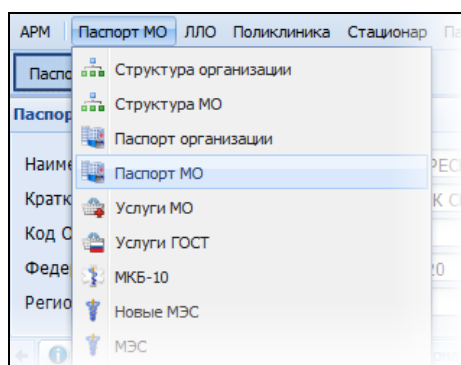 АРМ Паспорт МО ЛЛО Поликлиника Стационар
Структура организации
Структура МО
Паспорт организации
Паспорт МО
Услуги МО
Услуги ГОСТ
МКБ-10
Новые МЭС
МЭС